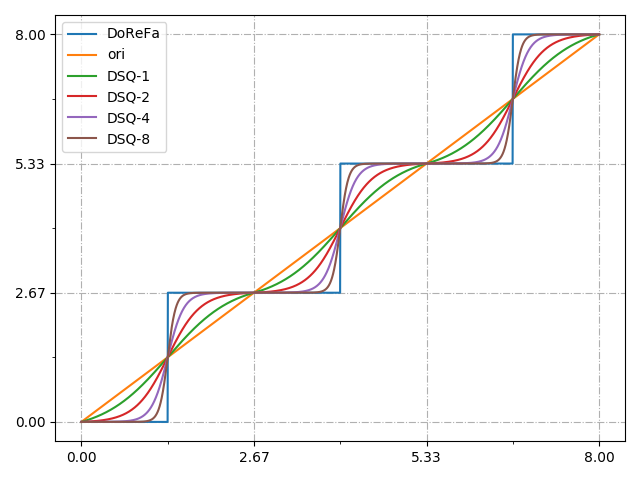 8.00
DoReFa
ori
DSQ-1
DSQ-2
DSQ-4
DSQ-8
5.33
2.67
0.00
0.00 2.67 5.33 8.00